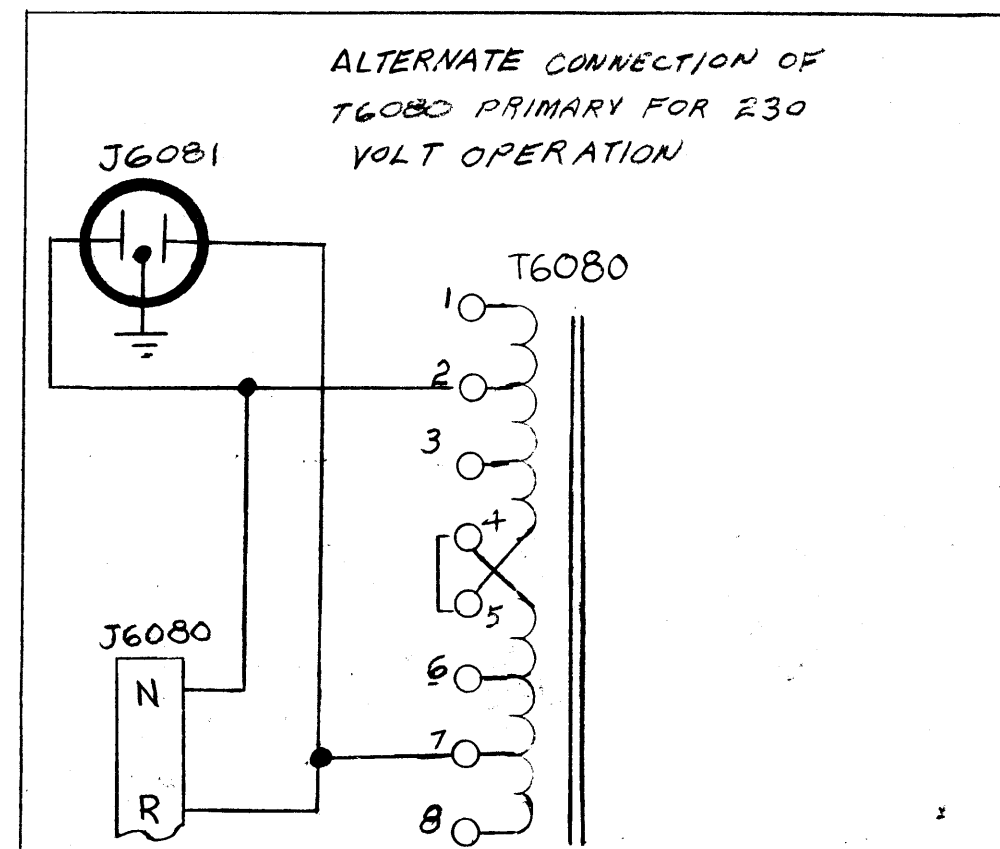 ALTERNATE CONNECTION OF
T6080 PRIMARY FOR 230
VOLT OPERATION
J6081
T6080
1
2
3
4
5
6
7
8
J6080
N
R